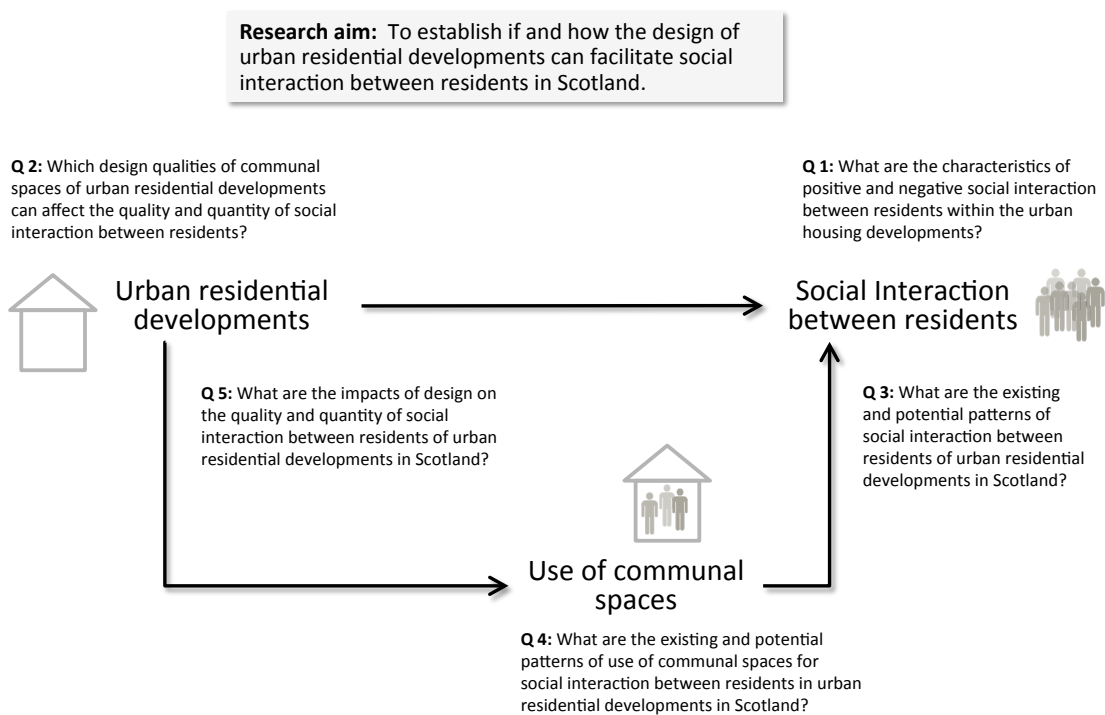 Research aim: To establish if and how the design of
urban residential developments can facilitate social
interaction between residents in Scotland.
Q 2: Which design qualities of communal
spaces of urban residential developments
can affect the quality and quantity of social
interaction between residents?
Q 1: What are the characteristics of
positive and negative social interaction
between residents within the urban
housing developments?
Urban residential
developments
Social Interaction
between residents
Q 5: What are the impacts of design on
the quality and quantity of social
interaction between residents of urban
residential developments in Scotland?
Q 3: What are the existing
and potential patterns of
social interaction between
residents of urban residential
developments in Scotland?
Use of communal
spaces
Q 4: What are the existing and potential
patterns of use of communal spaces for
social interaction between residents in urban
residential developments in Scotland?